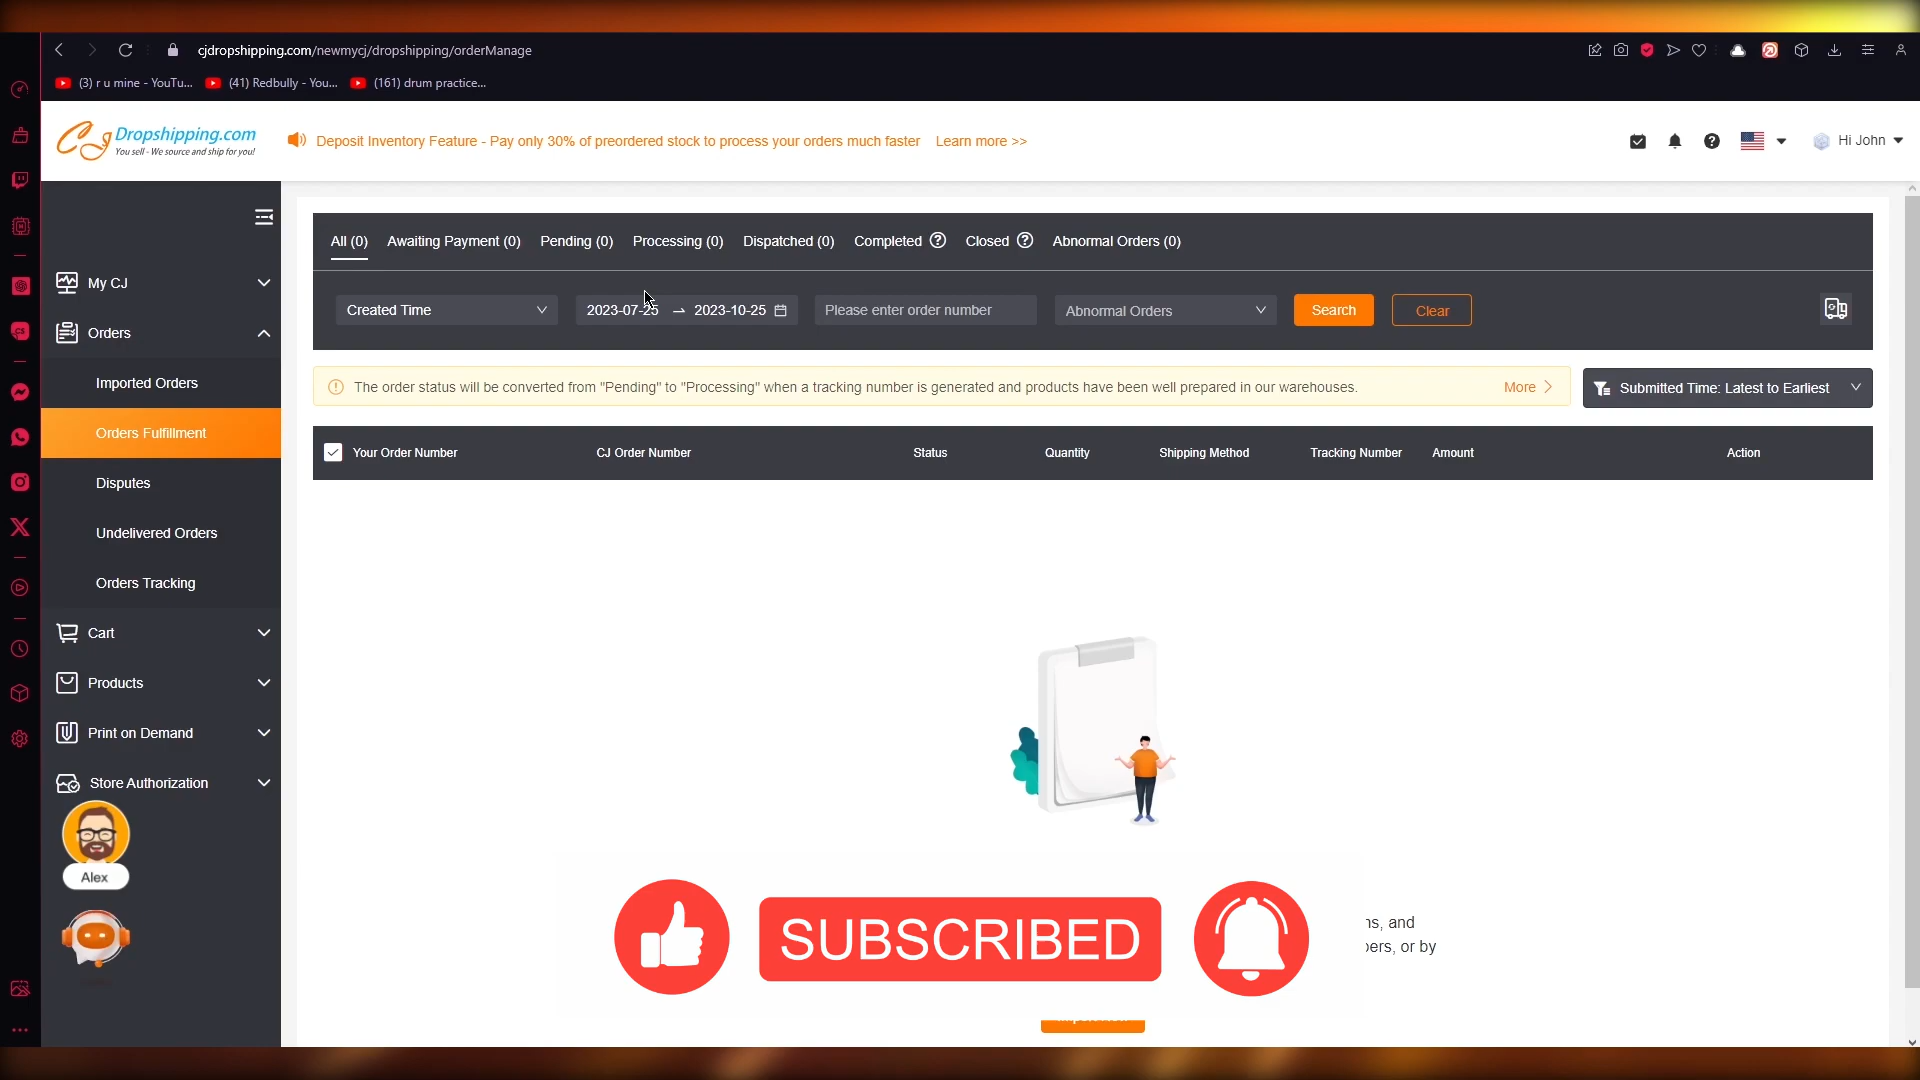 cjdropshipping.com/newmycj/dropshipping/orderManage
(3) r u mine - YouTu... (41) Redbully - You... (161) drum practice...
CJ Dropshipping.com
You sell - We source and ship for you!
Deposit Inventory Feature - Pay only 30% of preordered stock to process your orders much faster Learn more >>
Hi John
All (0) Awaiting Payment (0) Pending (0) Processing (0) Dispatched (0) Completed Closed Abnormal Orders (0)
My CJ
Created Time 2023-07-25 → 2023-10-25 Please enter order number Abnormal Orders Search Clear
Orders
Imported Orders
The order status will be converted from "Pending" to "Processing" when a tracking number is generated and products have been well prepared in our warehouses. More >
Submitted Time: Latest to Earliest
Orders Fulfillment
Your Order Number CJ Order Number Status Quantity Shipping Method Tracking Number Amount Action
Disputes
Undelivered Orders
Orders Tracking
Cart
Products
Print on Demand
Store Authorization
Alex
SUBSCRIBED
and
or by